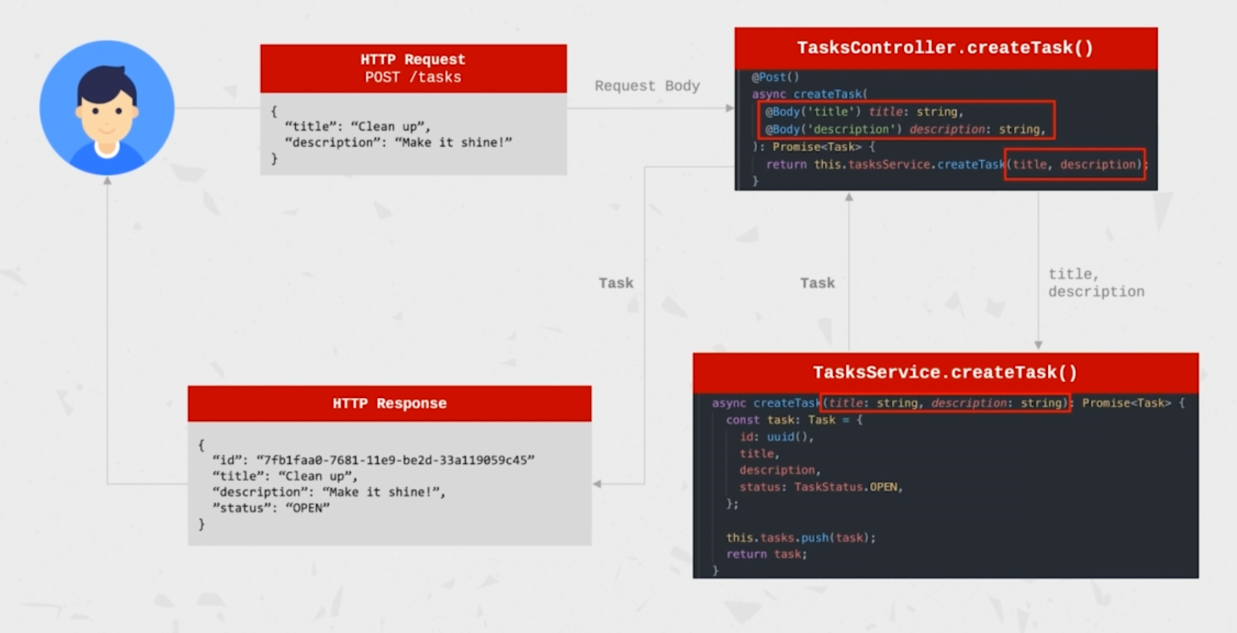 HTTP Request
POST /tasks
{
“title”: “Clean up”,
“description”: “Make it shine!”
}
Request Body
TasksController.createTask()
@Post()
async createTask(
@Body('title') title: string,
@Body('description') description: string,
): Promise<Task> {
return this.tasksService.createTask(title, description);
}
Task
Task
title,
description
HTTP Response
{
“id”: “7fb1faa0-7681-11e9-be2d-33a119059c45”
“title”: “Clean up”,
“description”: “Make it shine!”,
”status”: “OPEN”
}
TasksService.createTask()
async createTask(title: string, description: string): Promise<Task> {
const task: Task = {
id: uuid(),
title,
description,
status: TaskStatus.OPEN,
};
this.tasks.push(task);
return task;
}